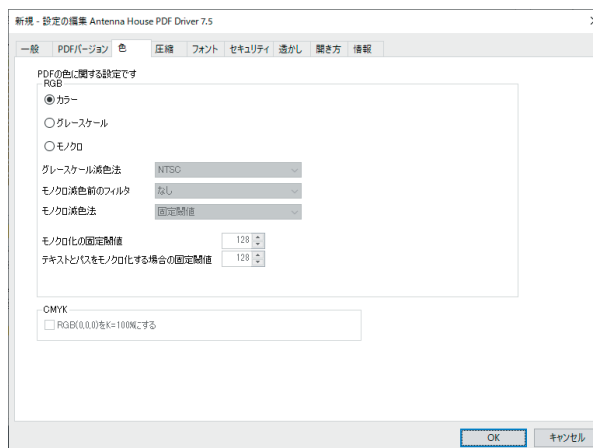 新規 - 設定の編集 Antenna House PDF Driver 7.5
一般 PDFバージョン 色 圧縮 フォント セキュリティ 透かし 開き方 情報
PDFの色に関する設定です
RGB
カラー
グレースケール
モノクロ
グレースケール減色法 NTSC
モノクロ減色前のフィルタ なし
モノクロ減色法 固定閾値
モノクロ化の固定閾値 128
テキストとパスをモノクロ化する場合の固定閾値 128
CMYK
RGB(0,0,0)をK=100%にする
OK キャンセル